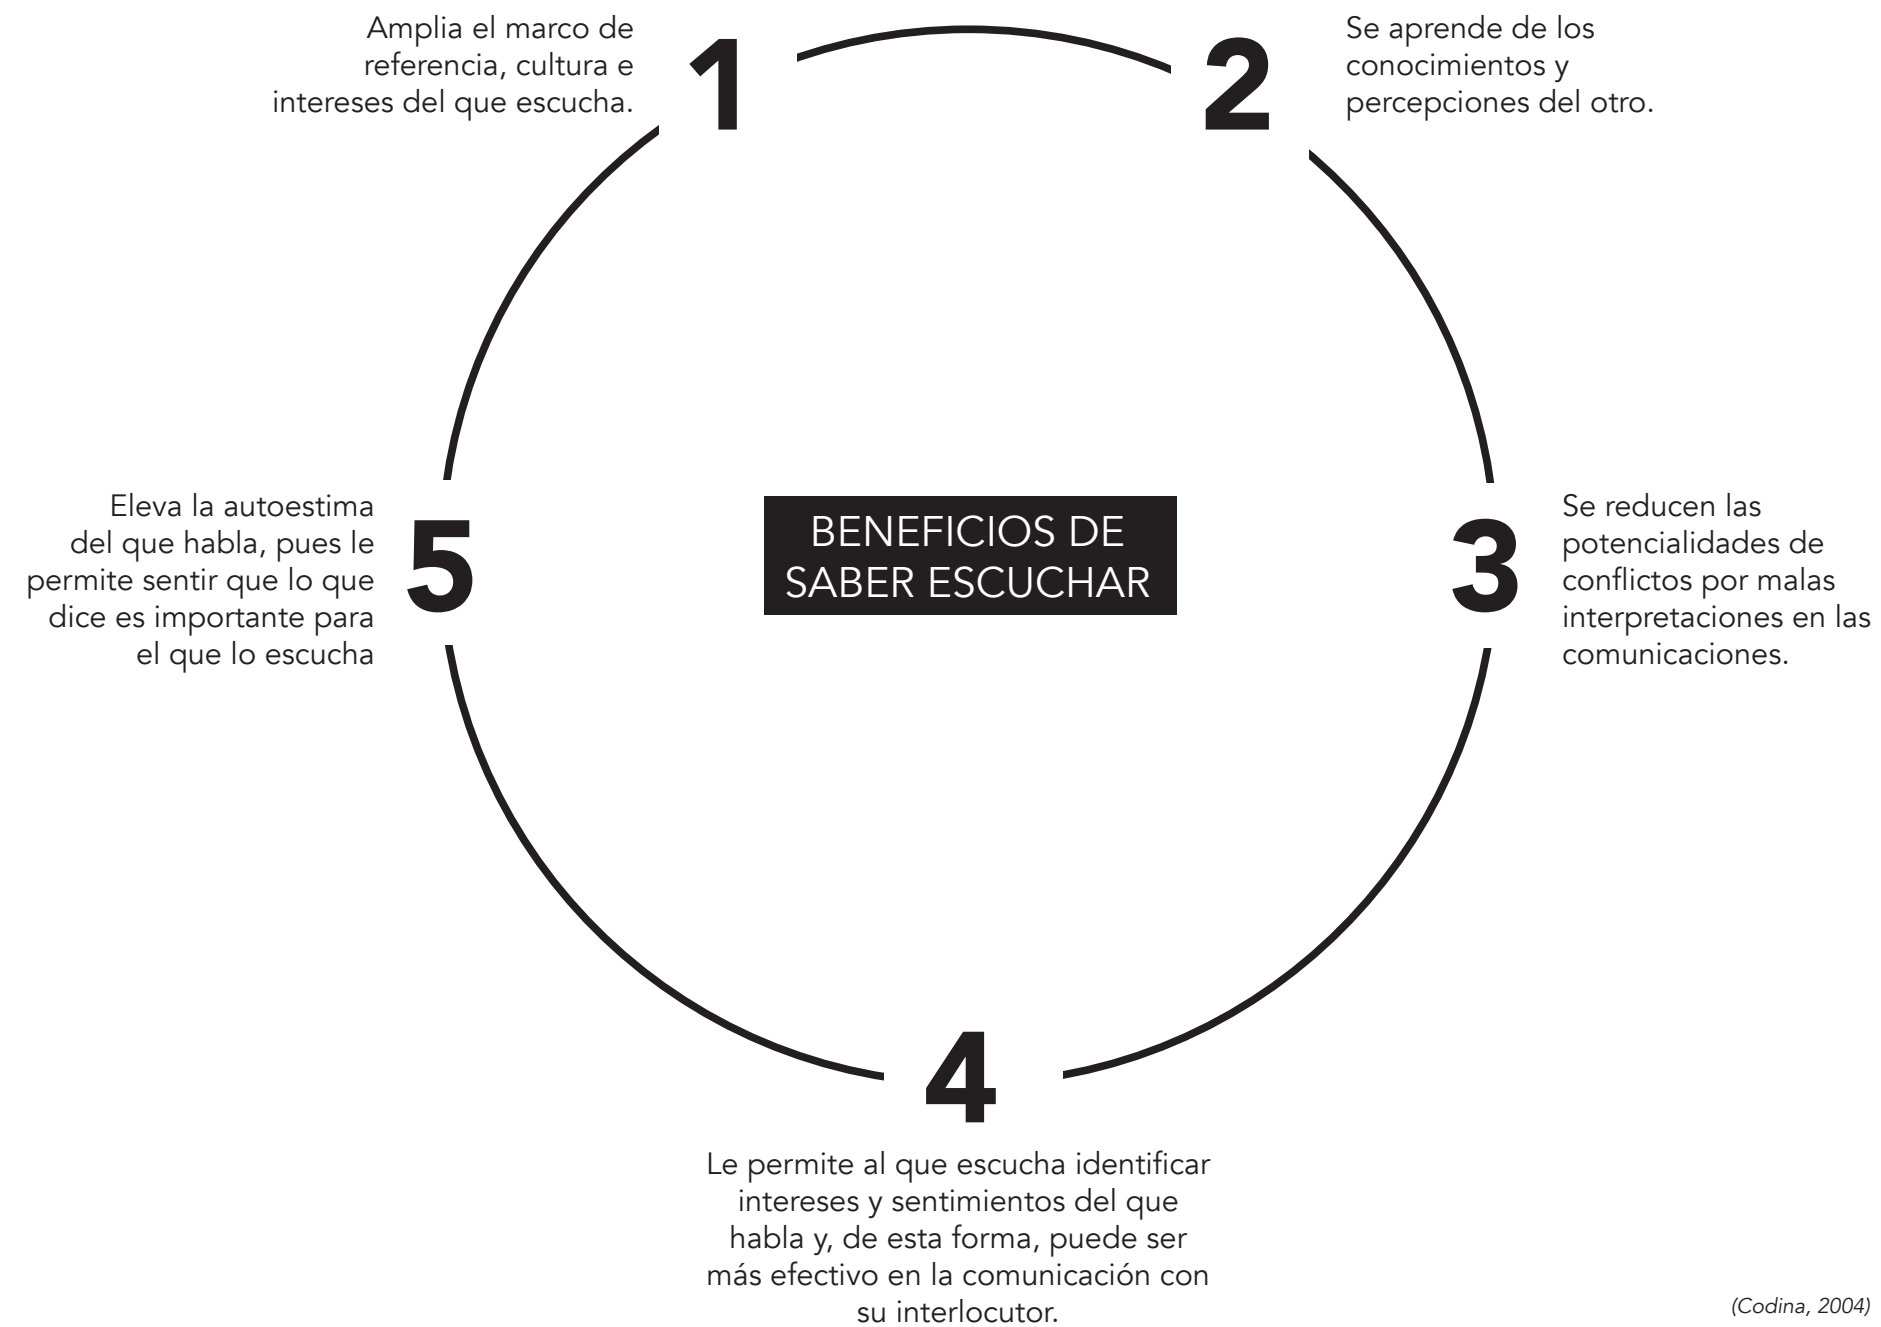 1
Amplia el marco de
referencia, cultura e
intereses del que escucha.
2
Se aprende de los
conocimientos y
percepciones del otro.
3
Se reducen las
potencialidades de
conflictos por malas
interpretaciones en las
comunicaciones.
4
Le permite al que escucha identificar
intereses y sentimientos del que
habla y, de esta forma, puede ser
más efectivo en la comunicación con
su interlocutor.
5
Eleva la autoestima
del que habla, pues le
permite sentir que lo que
dice es importante para
el que lo escucha
BENEFICIOS DE
SABER ESCUCHAR
(Codina, 2004)